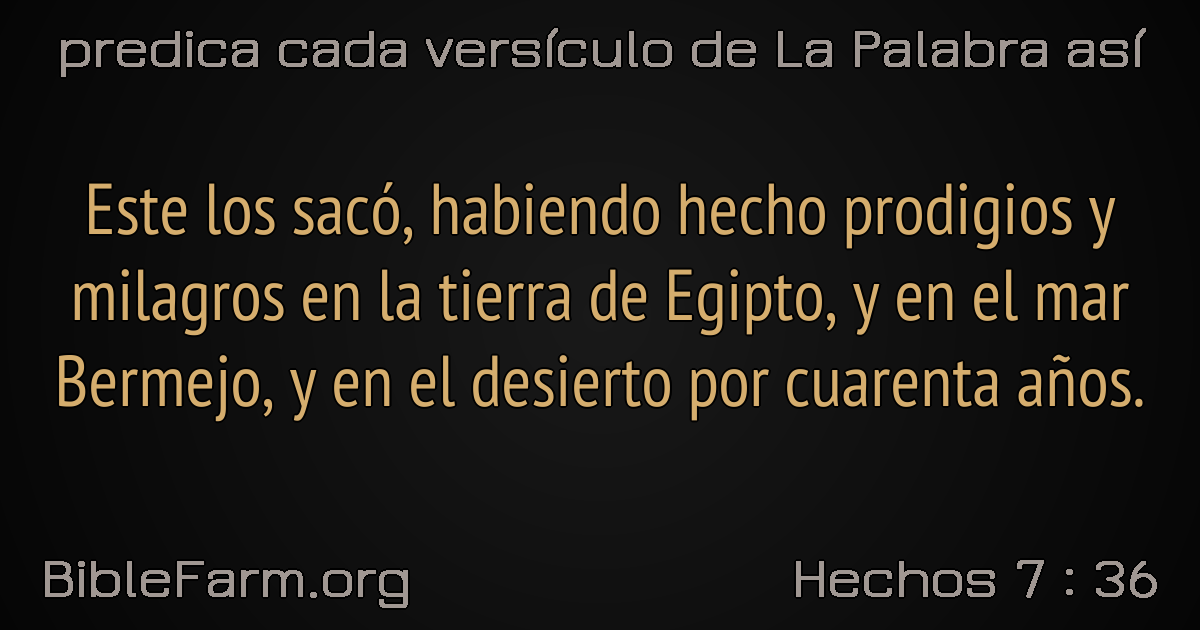 predica cada versículo de La Palabra así
Este los sacó, habiendo hecho prodigios y
milagros en la tierra de Egipto, y en el mar
Bermejo, y en el desierto por cuarenta años.
BibleFarm.org
Hechos 7 : 36